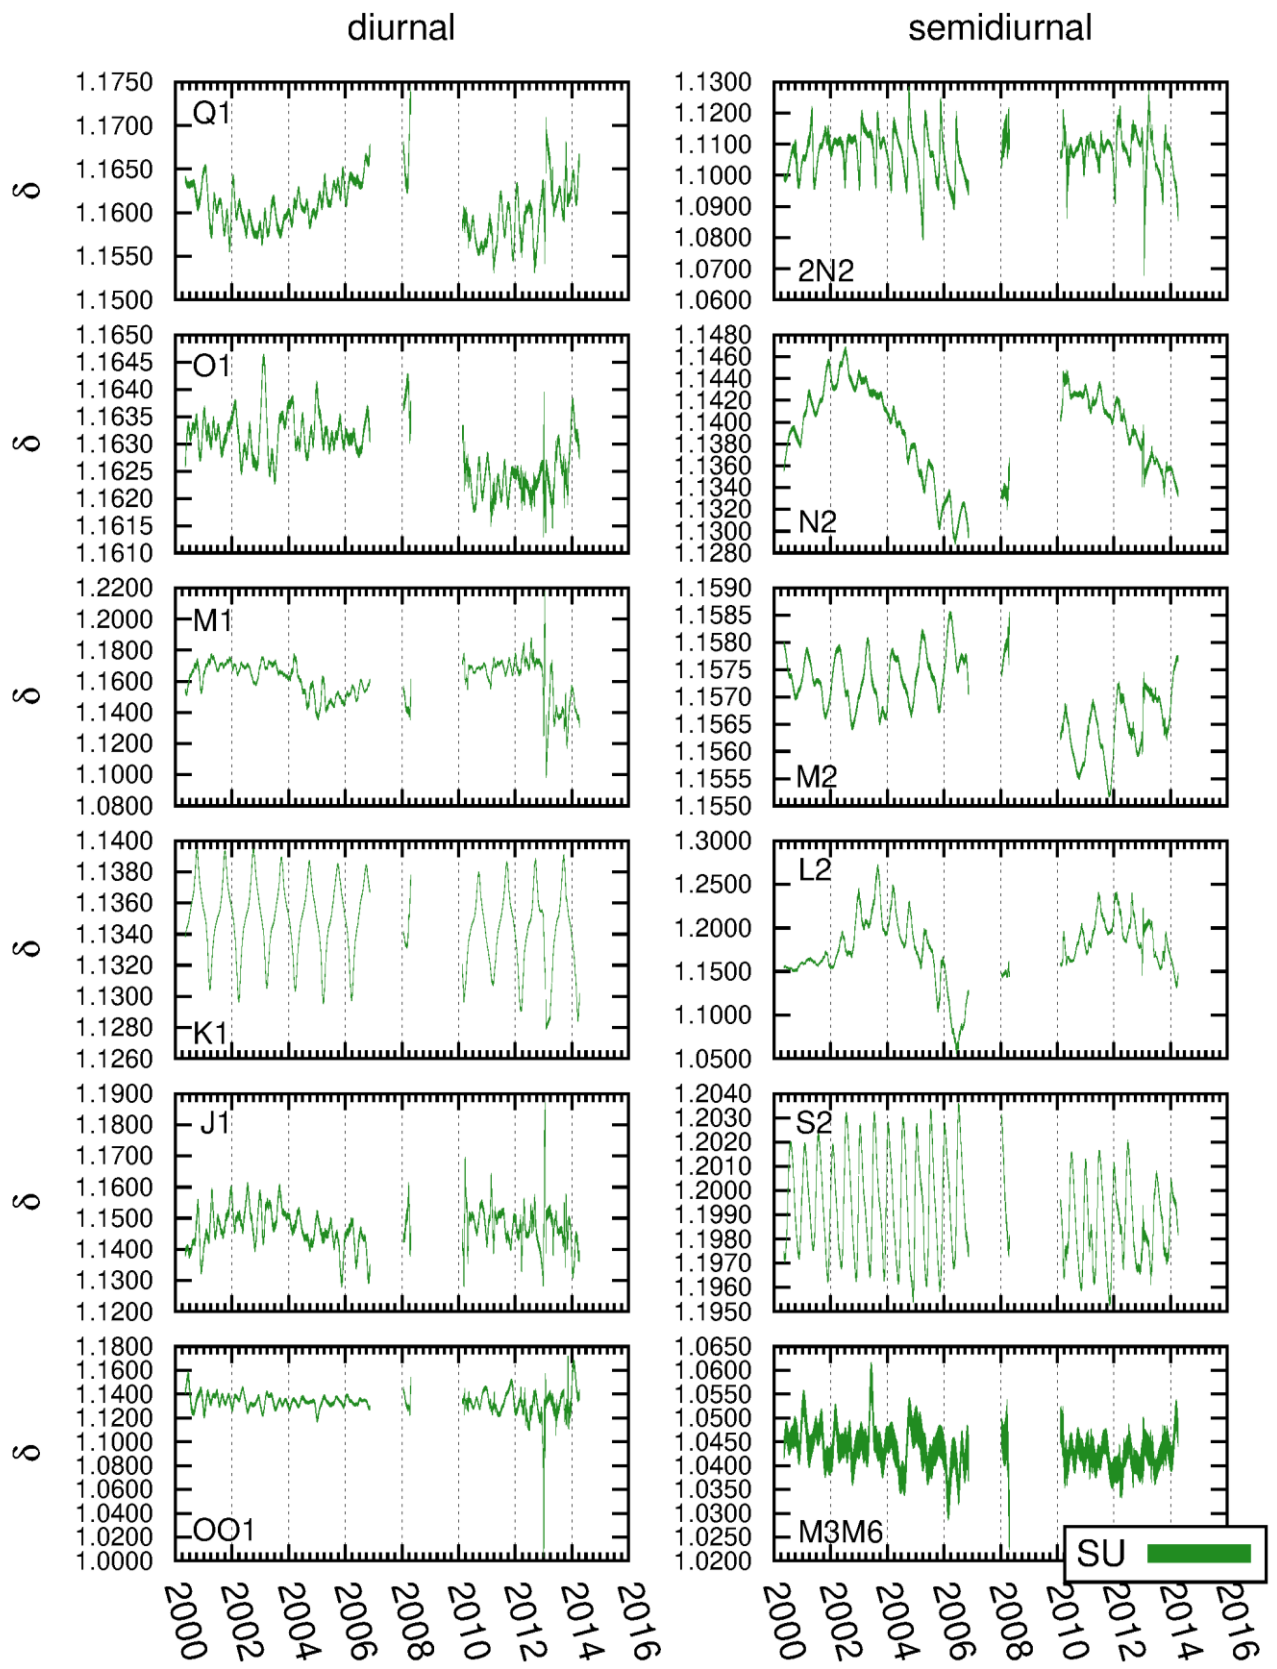 diurnal semidiurnal
1.1750 1.1300
Q1 1.1200
1.1700 1.1100
δ 1.1650 1.1000
1.1600 1.0900
1.1550 1.0800
2N2 1.0700
1.1500 1.0600
1.1650 1.1480
O1 1.1460
1.1645 1.1440
1.1640 1.1420
δ 1.1635 1.1400
1.1630 1.1380
1.1625 1.1360
1.1620 1.1340
1.1615 1.1320
N2 1.1300
1.1610 1.1280
1.2200 1.1590
M1 1.1585
1.2000 1.1580
1.1800 1.1575
δ 1.1600 1.1570
1.1400 1.1565
1.1200 1.1560
1.1000 1.1555
M2
1.0800 1.1550
1.1400 1.3000
L2
1.1380 1.2500
1.1360 1.2000
δ 1.1340 1.1500
1.1320 1.1000
1.1300
1.1280
K1
1.1260 1.0500
1.1900 1.2040
J1 S2
1.1800 1.2030
1.1700 1.2020
1.1600 1.2010
δ 1.1500 1.2000
1.1400 1.1990
1.1300 1.1980
1.1970
1.1960
1.1200 1.1950
1.1800 1.0650
1.1600 1.0600
1.1400 1.0550
1.1200 1.0500
δ 1.1000 1.0450
1.0800 1.0400
1.0600 1.0350
1.0400 1.0300
1.0200 1.0250
OO1 M3M6
1.0000 1.0200
SU
2000 2002 2004 2006 2008 2010 2012 2014 2016 2000 2002 2004 2006 2008 2010 2012 2014 2016